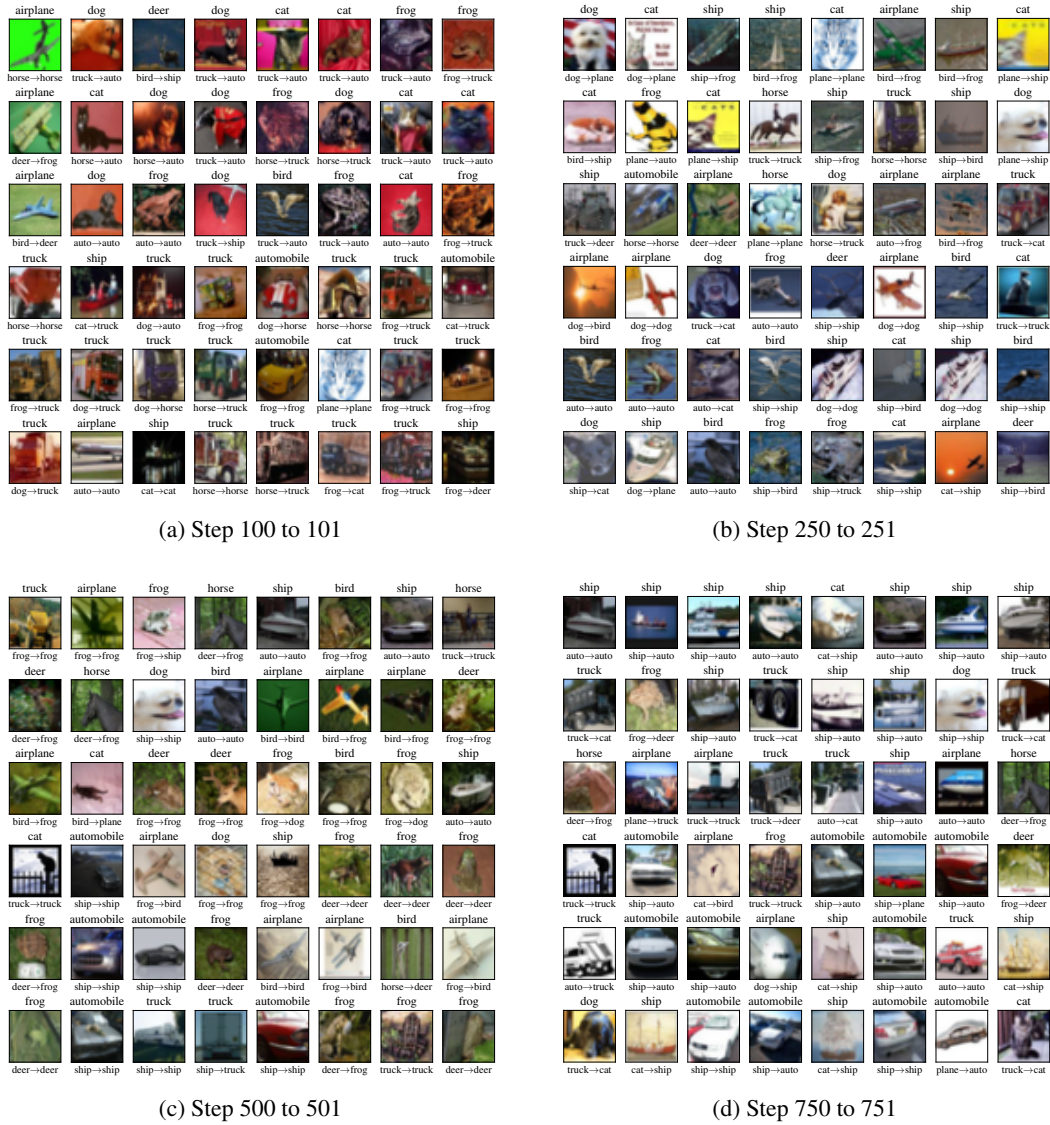 airplane dog deer dog cat cat frog frog
horse→horse truck→auto bird→ship truck→auto truck→auto truck→auto truck→auto frog→truck
airplane cat dog dog frog dog cat cat
deer→frog horse→auto horse→auto truck→auto horse→truck horse→truck truck→auto truck→auto
airplane dog frog dog bird frog cat frog
bird→deer auto→auto auto→auto truck→ship truck→auto truck→auto auto→auto frog→truck
truck ship truck truck automobile truck truck automobile
horse→horse cat→truck dog→auto frog→frog dog→horse horse→horse frog→truck cat→truck
truck truck truck truck automobile cat truck truck
frog→truck dog→truck dog→horse horse→truck frog→frog plane→plane frog→truck frog→frog
truck airplane ship truck truck truck truck ship
dog→truck auto→auto cat→cat horse→horse horse→truck frog→cat frog→truck frog→deer
(a) Step 100 to 101
dog cat ship ship cat airplane ship cat
dog→plane dog→plane ship→frog bird→frog plane→plane bird→frog bird→frog plane→ship
cat frog cat horse ship truck ship dog
bird→ship plane→auto plane→ship truck→truck ship→frog horse→horse ship→bird plane→ship
CATS
ship automobile airplane horse dog airplane airplane truck
truck→deer horse→horse deer→deer plane→plane horse→truck auto→frog bird→frog truck→cat
airplane airplane dog frog deer airplane bird cat
dog→bird dog→dog truck→cat auto→auto ship→ship dog→dog ship→ship truck→truck
bird frog cat bird ship cat ship bird
auto→auto auto→auto auto→cat ship→ship dog→dog ship→bird dog→dog ship→ship
dog ship bird frog frog cat airplane deer
ship→cat dog→plane auto→auto ship→bird ship→truck ship→ship cat→ship ship→bird
(b) Step 250 to 251
truck airplane frog horse ship bird ship horse
frog→frog frog→frog frog→ship deer→frog auto→auto frog→frog auto→auto truck→truck
deer horse dog bird airplane airplane airplane deer
deer→frog deer→frog ship→ship auto→auto bird→bird bird→frog bird→frog frog→frog
airplane cat deer deer frog bird frog ship
bird→frog bird→plane frog→frog frog→frog frog→dog frog→frog frog→dog auto→auto
cat automobile airplane dog ship frog frog frog
truck→truck ship→ship frog→bird frog→frog frog→frog deer→deer deer→deer deer→deer
frog automobile automobile frog airplane airplane bird airplane
deer→frog ship→ship ship→ship deer→deer bird→bird frog→bird horse→deer frog→bird
frog automobile truck truck automobile frog frog frog
deer→deer ship→ship ship→ship ship→truck ship→ship deer→frog truck→truck deer→deer
(c) Step 500 to 501
ship ship ship ship cat ship ship ship
auto→auto ship→auto ship→auto ship→auto cat→ship auto→auto ship→auto ship→auto
truck frog ship truck ship ship dog truck
truck→cat frog→deer ship→auto truck→cat ship→auto ship→auto ship→ship truck→cat
horse airplane airplane truck truck ship airplane horse
deer→frog plane→truck truck→truck truck→deer auto→cat ship→auto auto→auto deer→frog
cat automobile airplane frog automobile automobile automobile deer
truck→truck ship→auto cat→bird truck→truck ship→auto ship→plane ship→auto frog→deer
truck automobile automobile airplane ship automobile truck ship
auto→truck ship→auto ship→auto dog→ship cat→ship ship→auto auto→auto cat→ship
dog ship automobile automobile ship automobile automobile cat
truck→cat cat→ship ship→ship ship→auto cat→ship ship→ship plane→auto truck→cat
(d) Step 750 to 751